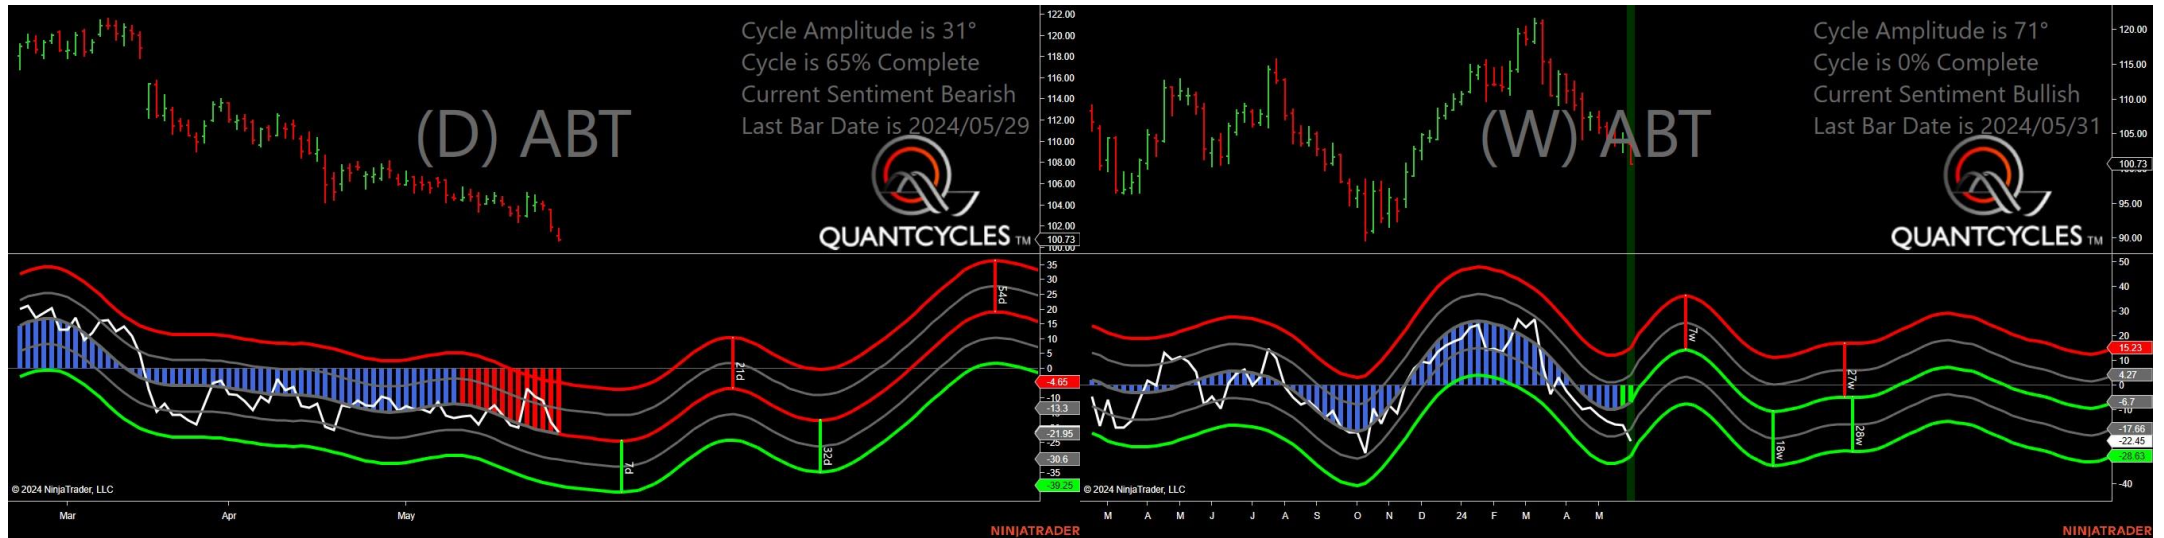 Cycle Amplitude is 31°
Cycle is 65% Complete
Current Sentiment Bearish
Last Bar Date is 2024/05/29
(D) ABT
QUANTCYCLES TM
122.00
120.00
118.00
116.00
114.00
112.00
110.00
108.00
106.00
104.00
102.00
100.73
100.00
35
30
25
20
15
10
5
0
-4.65
-10
-13.3
-21.95
-25
-30.6
-35
-39.25
7d
21d
32d
54d
© 2024 NinjaTrader, LLC
Mar Apr May
NINJATRADER
Cycle Amplitude is 71°
Cycle is 0% Complete
Current Sentiment Bullish
Last Bar Date is 2024/05/31
(W) ABT
QUANTCYCLES TM
120.00
115.00
110.00
105.00
100.73
95.00
90.00
50
40
30
20
15.23
10
4.27
0
-6.7
-10
-17.66
-22.45
-28.63
-40
7w
18w
27w
28w
© 2024 NinjaTrader, LLC
M A M J J A S O N D 24 F M A M
NINJATRADER